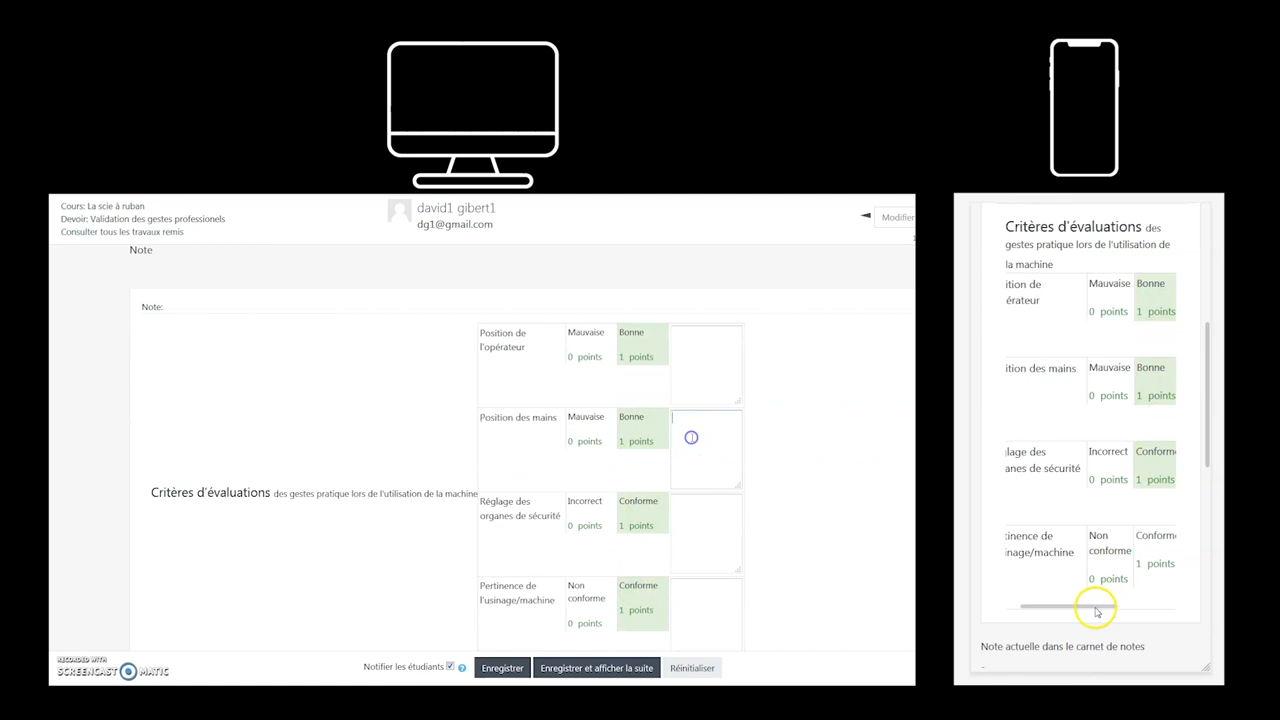 Cours: La scie à ruban
Devoir: Validation des gestes professionels
Consulter tous les travaux remis
david1 gibert1
dg1@gmail.com
Modifier
Note
Note:
Critères d'évaluations des gestes pratique lors de l'utilisation de la machine
Position de
l'opérateur
Mauvaise
0 points
Bonne
1 points
Position des mains
Mauvaise
0 points
Bonne
1 points
Réglage des
organes de sécurité
Incorrect
0 points
Conforme
1 points
Pertinence de
l'usinage/machine
Non
conforme
0 points
Conforme
1 points
Notifier les étudiants
Enregistrer
Enregistrer et afficher la suite
Réinitialiser
RECORDED WITH
SCREENCAST MATIC
Critères d'évaluations des
gestes pratique lors de l'utilisation de
la machine
ition de
érateur
Mauvaise
0 points
Bonne
1 points
ition des mains
Mauvaise
0 points
Bonne
1 points
glage des
anes de sécurité
Incorrect
0 points
Conforme
1 points
tinence de
inage/machine
Non
conforme
0 points
Conforme
1 points
Note actuelle dans le carnet de notes
-